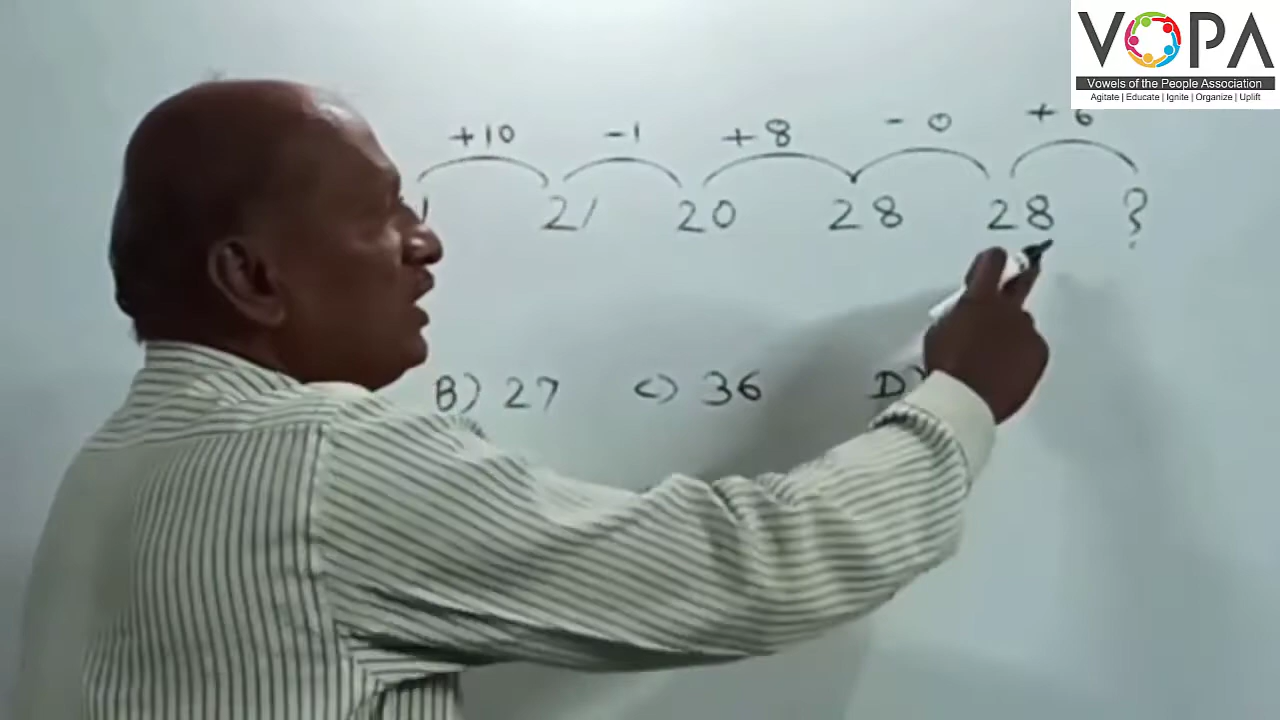 VOPA
Vowels of the People Association
Agitate | Educate | Ignite | Organize | Uplift
+10 -1 +8 - 0 + 6
1 21 20 28 28 ?
B) 27 C) 36 D)